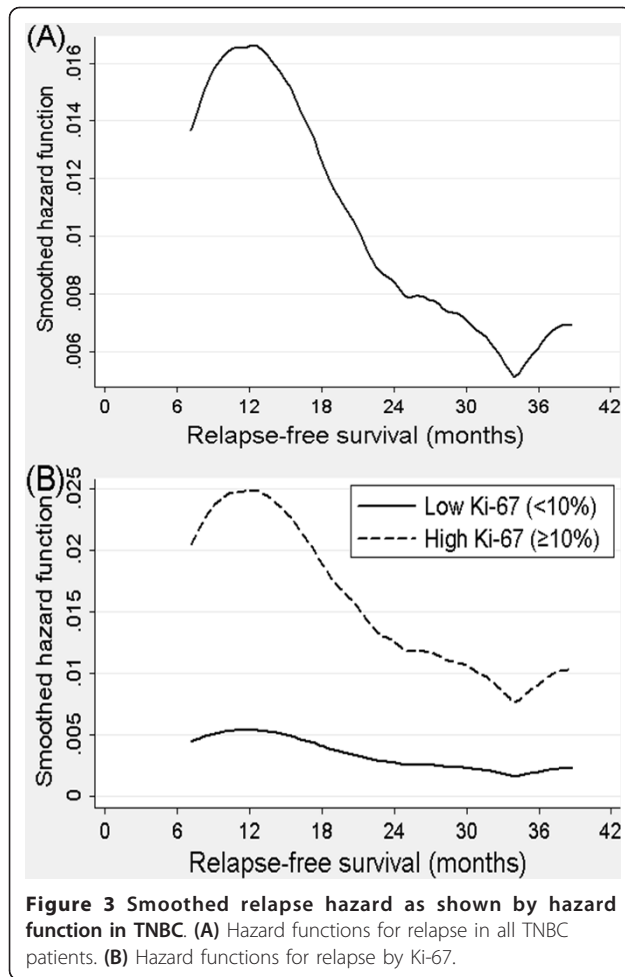 (A)
Smoothed hazard function
.016
.014
.012
.01
.008
.006
0 6 12 18 24 30 36 42
Relapse-free survival (months)
(B)
Smoothed hazard function
.025
.02
.015
.01
.005
0
Low Ki-67 (<10%)
High Ki-67 (≥10%)
0 6 12 18 24 30 36 42
Relapse-free survival (months)
Figure 3 Smoothed relapse hazard as shown by hazard
function in TNBC. (A) Hazard functions for relapse in all TNBC
patients. (B) Hazard functions for relapse by Ki-67.